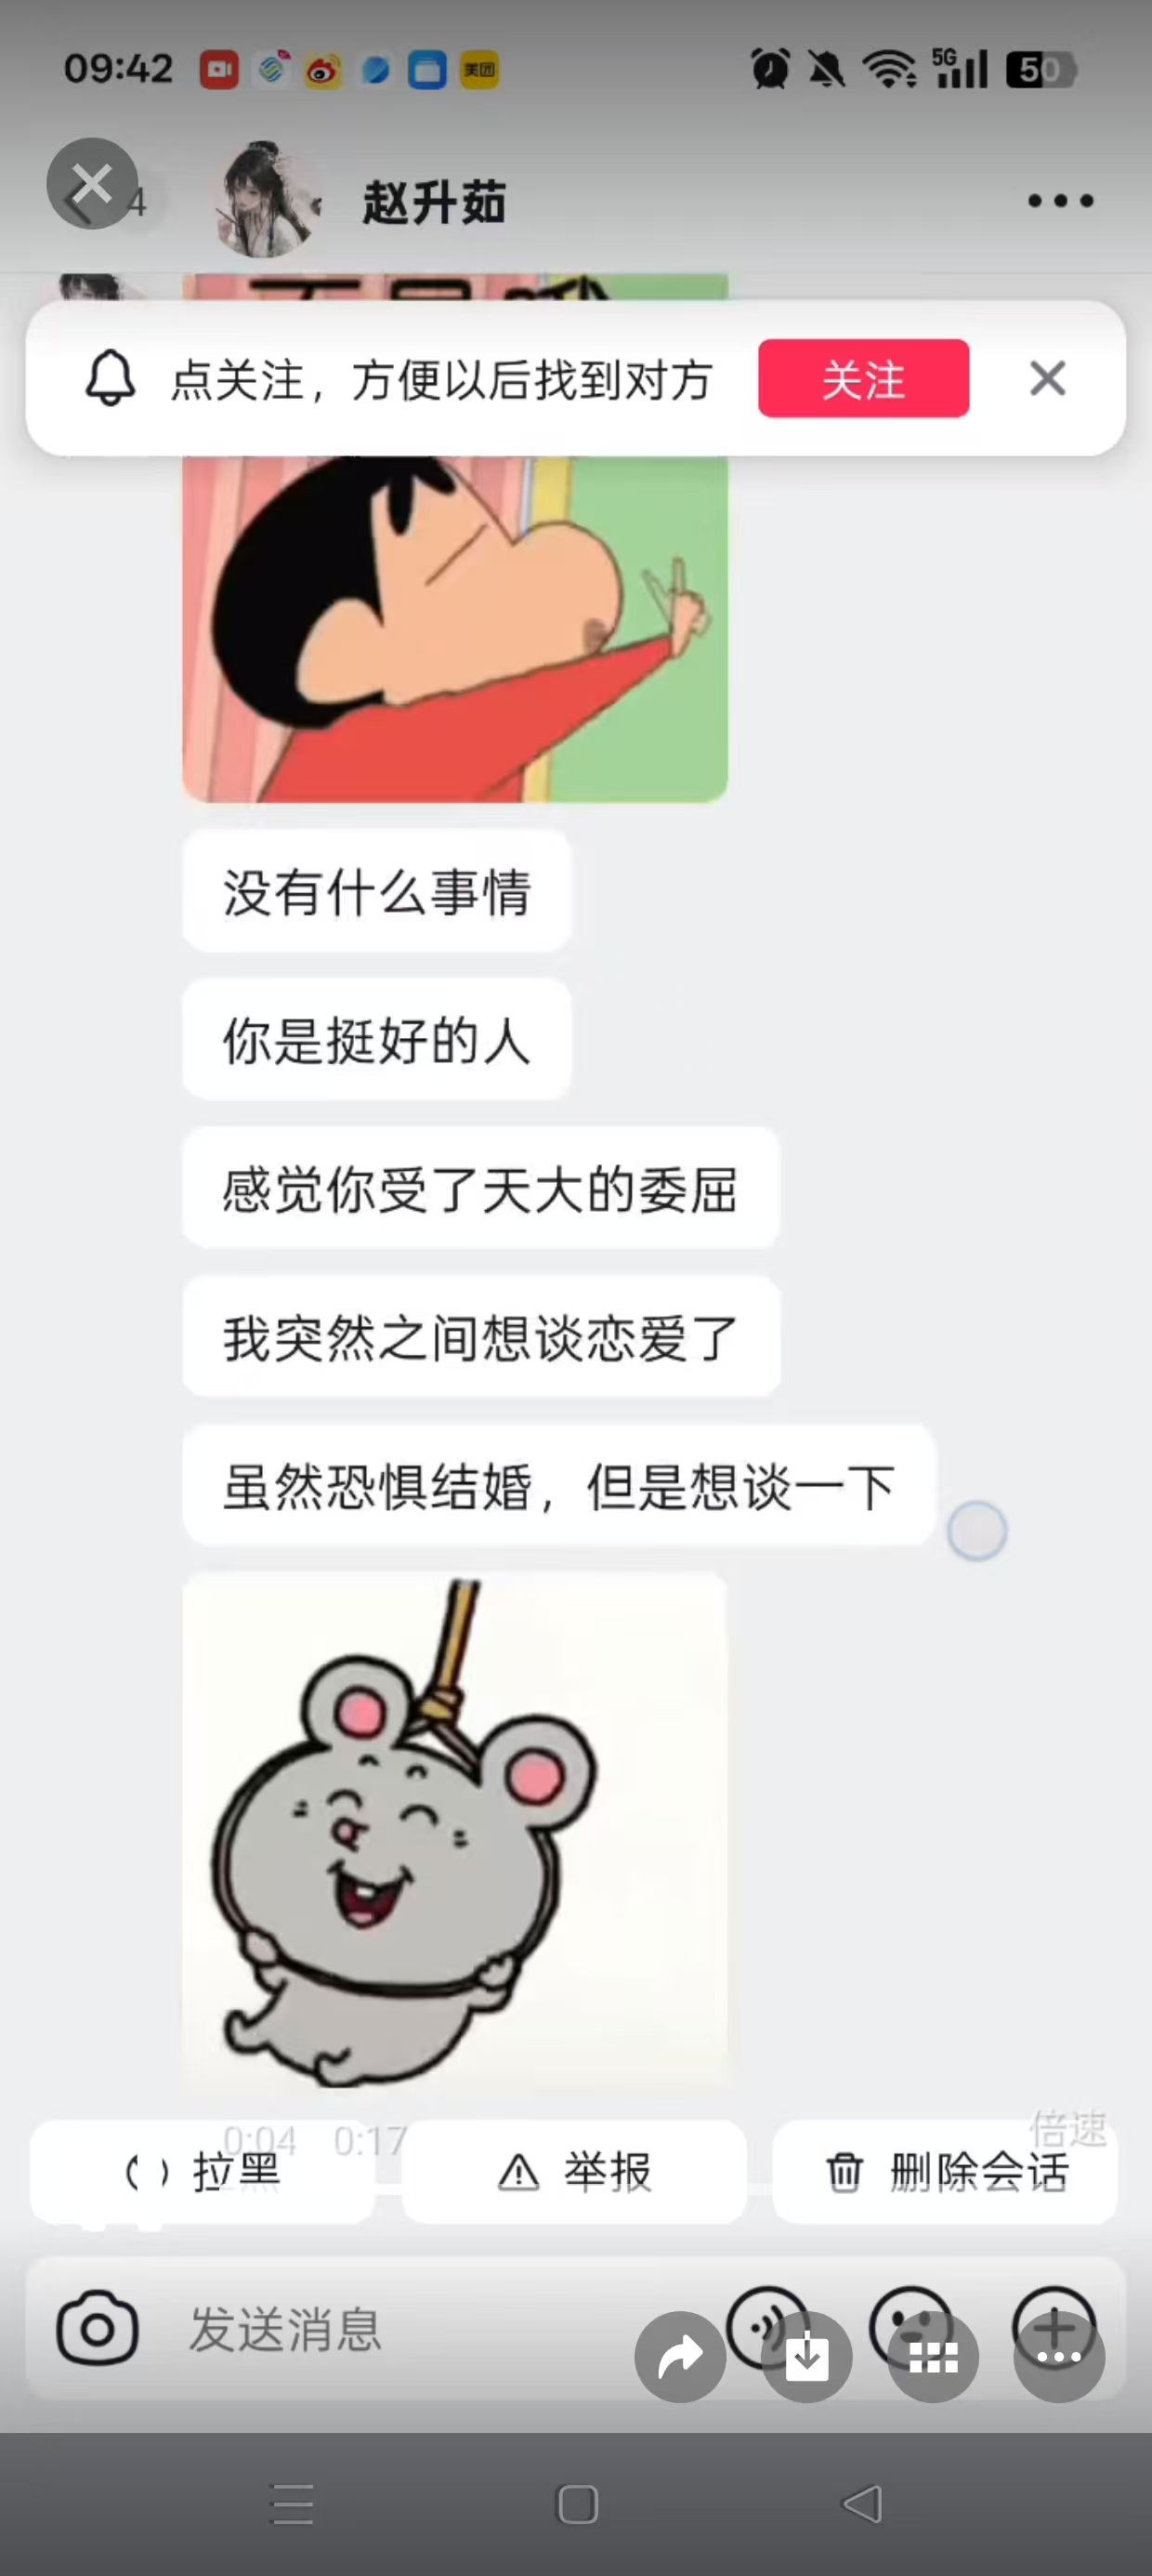 09:42
美团
5G
50
4
赵升茹
点关注，方便以后找到对方
关注
没有什么事情
你是挺好的人
感觉你受了天大的委屈
我突然之间想谈恋爱了
虽然恐惧结婚，但是想谈一下
倍速
0:04 0:17
拉黑
举报
删除会话
发送消息